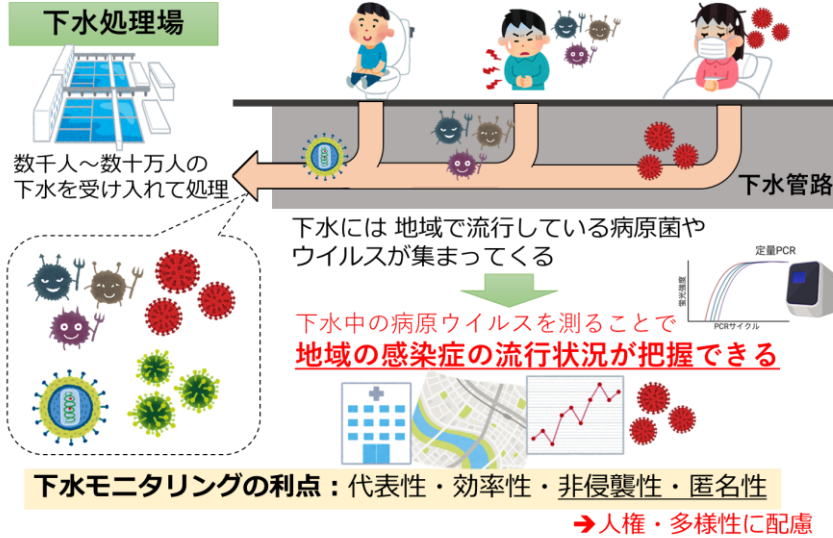 下水処理場
数千人～数十万人の
下水を受け入れて処理
下水管路
下水には 地域で流行している病原菌や
ウイルスが集まってくる
定量PCR
蛍光強度
PCRサイクル
下水中の病原ウイルスを測ることで
地域の感染症の流行状況が把握できる
下水モニタリングの利点：代表性・効率性・非侵襲性・匿名性
➔人権・多様性に配慮